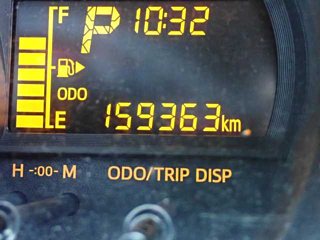 F P 10:32
ODO
E 159363km
H -:00- M ODO/TRIP DISP